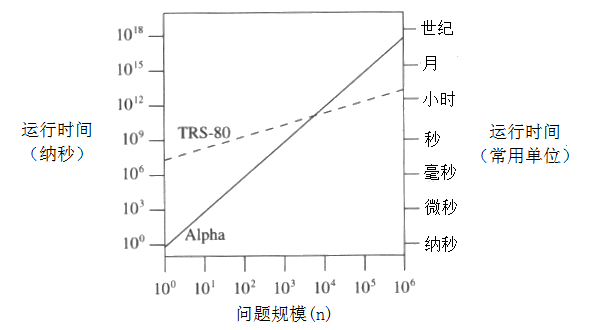 10^18
10^15
10^12
10^9
10^6
10^3
10^0
运行时间
（纳秒）
TRS-80
Alpha
世纪
月
小时
秒
毫秒
微秒
纳秒
运行时间
（常用单位）
10^0 10^1 10^2 10^3 10^4 10^5 10^6
问题规模(n)